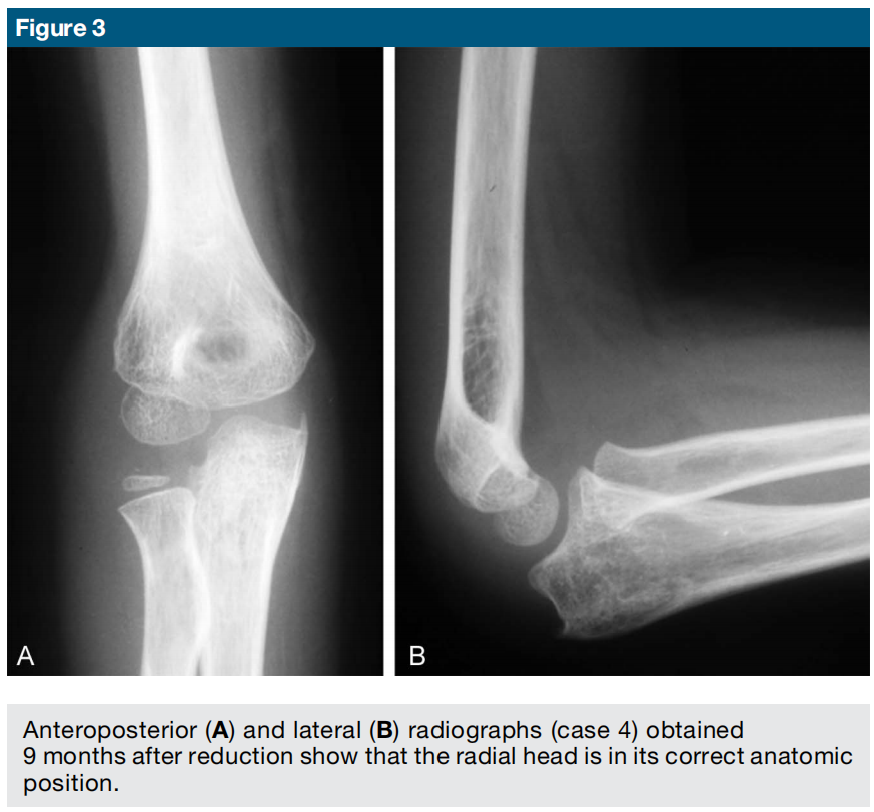 Figure 3
A
B
Anteroposterior (A) and lateral (B) radiographs (case 4) obtained
9 months after reduction show that the radial head is in its correct anatomic
position.